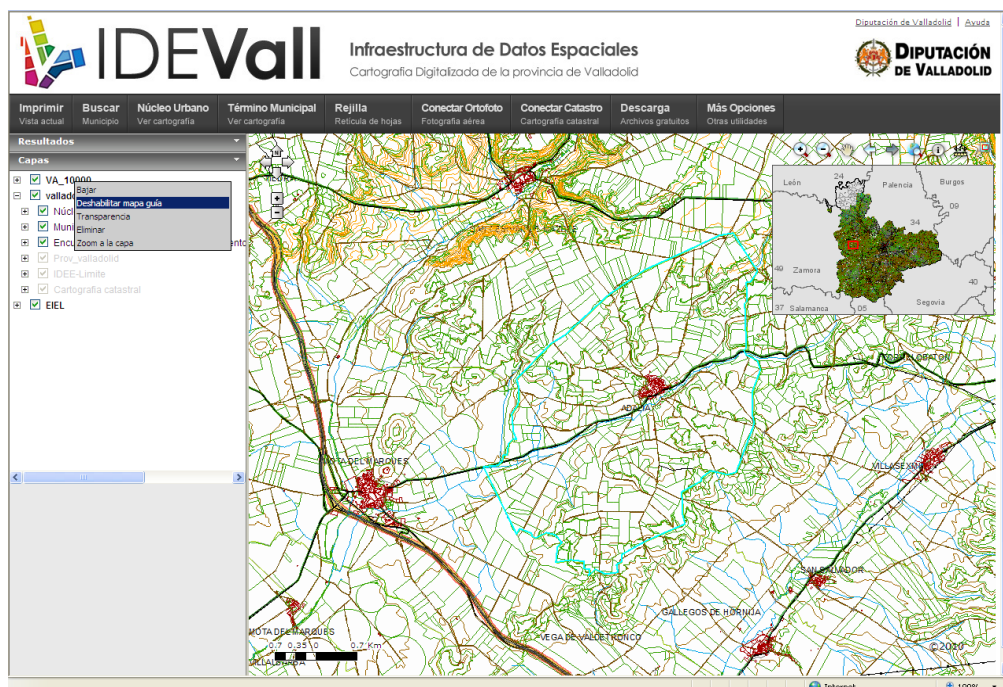 Diputación de Valladolid | Ayuda
IDEVall
Infraestructura de Datos Espaciales
Cartografía Digitalizada de la provincia de Valladolid
DIPUTACIÓN
DE VALLADOLID
Imprimir Buscar Núcleo Urbano Término Municipal Rejilla Conectar Ortofoto Conectar Catastro Descarga Más Opciones
Vista actual Municipio Ver cartografía Ver cartografía Retícula de hojas Fotografía aérea Cartografía catastral Archivos gratuitos Otras utilidades
Resultados
Capas
VA_10000
Bajar
Deshabilitar mapa guía
Transparencia
Eliminar
Zoom a la capa
Prov_valladolid
IDEE-Limite
Cartografia catastral
EIEL
León
24
Palencia
Burgos
09
34
49
Zamora
40
Segovia
37
Salamanca
05
TORRELOBATON
ADALIA
MOTA DEL MARQUES
SAN SALVADOR
GALLEGOS DE HORNIJA
MOTA DEL MARQUES
VEGA DE VALDETRONCO
VILLALBARBA
0.7 0.35 0 0.7 Km
©2010
Internet
100%